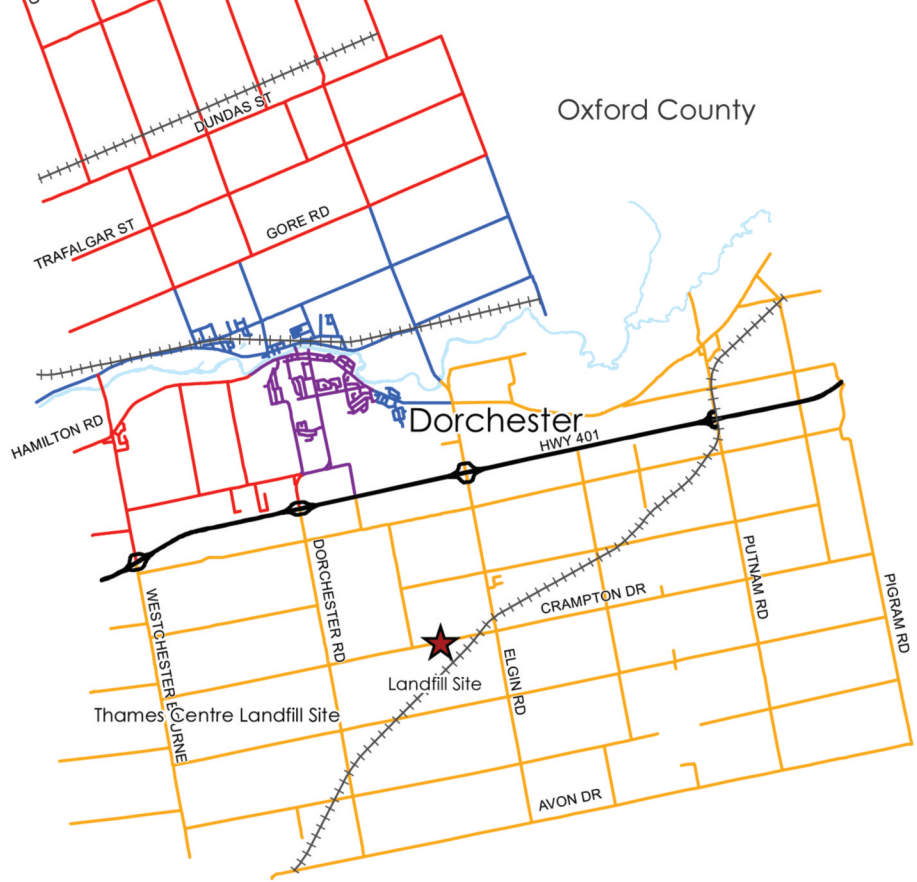 Oxford County
DUNDAS ST
TRAFALGAR ST
GORE RD
HAMILTON RD
Dorchester
HWY 401
DORCHESTER RD
PUTNAM RD
PIGRAM RD
WESTCHESTER BOURNE
CRAMPTON DR
ELGIN RD
Landfill Site
Thames Centre Landfill Site
AVON DR